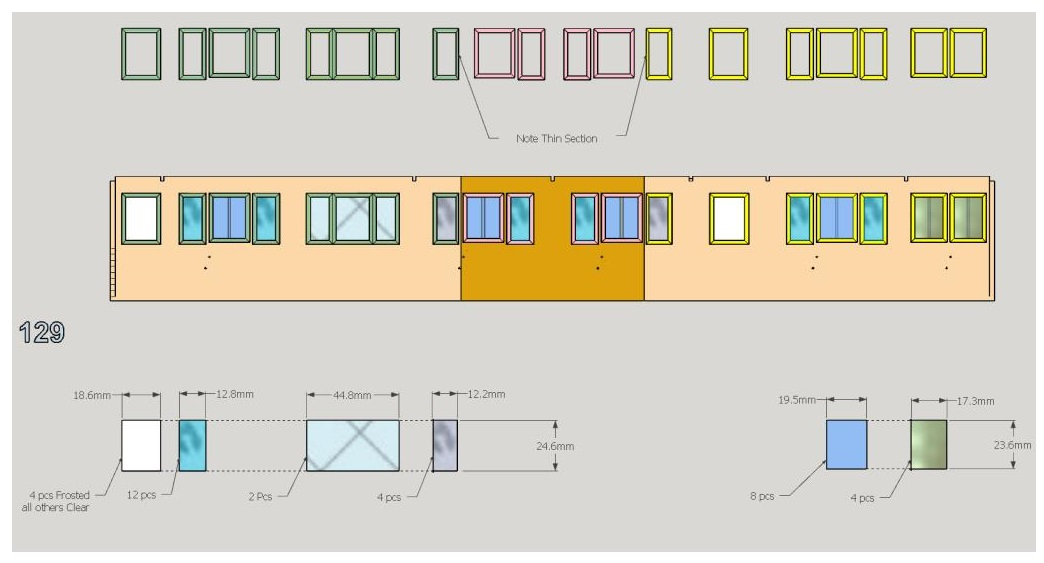 Note Thin Section
129
18.6mm
12.8mm
44.8mm
12.2mm
19.5mm
17.3mm
24.6mm
23.6mm
4 pcs Frosted
all others Clear
12 pcs
2 Pcs
4 pcs
8 pcs
4 pcs